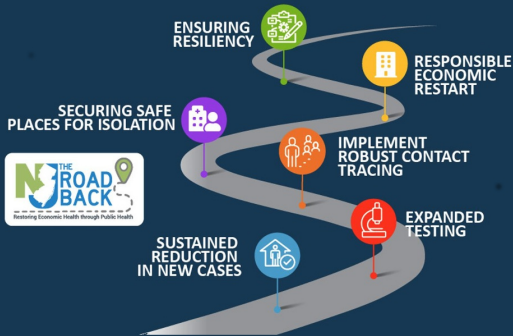 ENSURING
RESILIENCY
RESPONSIBLE
ECONOMIC
RESTART
SECURING SAFE
PLACES FOR ISOLATION
IMPLEMENT
ROBUST CONTACT
TRACING
NJ THE
ROAD
BACK
Restoring Economic Health through Public Health
EXPANDED
TESTING
SUSTAINED
REDUCTION
IN NEW CASES